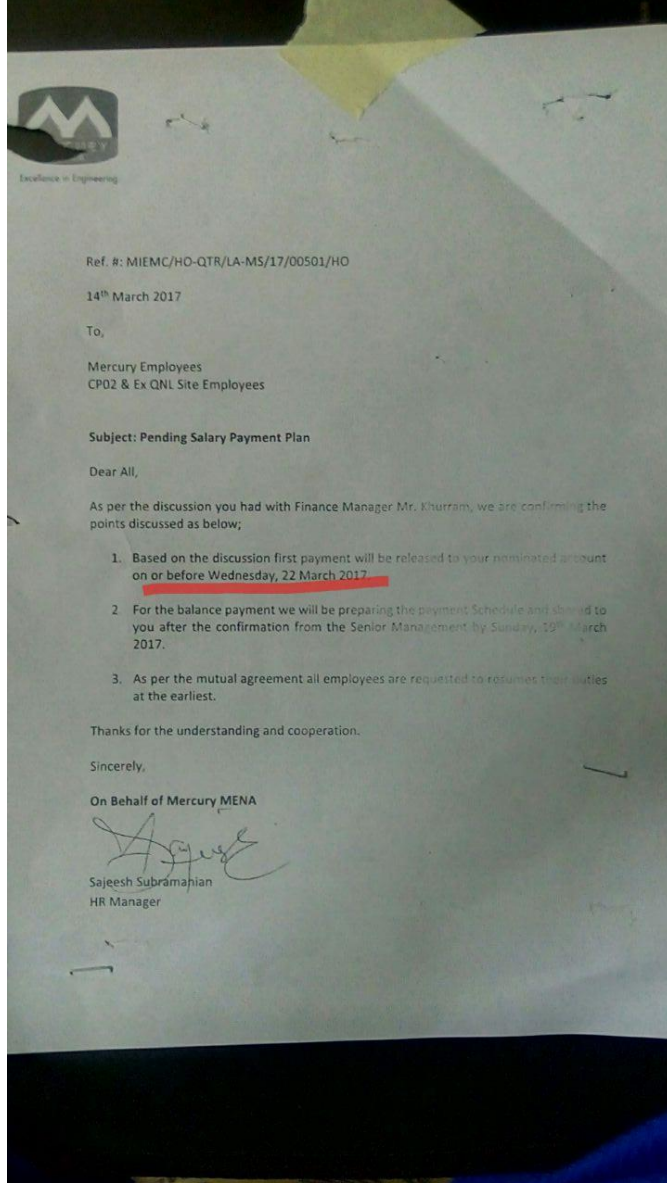 Excellence in Engineering
Ref. #: MIEMC/HO-QTR/LA-MS/17/00501/HO
14th March 2017
To,
Mercury Employees
CP02 & Ex QNL Site Employees
Subject: Pending Salary Payment Plan
Dear All,
As per the discussion you had with Finance Manager Mr. Khurram, we are confirming the
points discussed as below;
1. Based on the discussion first payment will be released to your nominated account
on or before Wednesday, 22 March 2017.
2 For the balance payment we will be preparing the payment Schedule and shared to
you after the confirmation from the Senior Management by Sunday, 19th March
2017.
3. As per the mutual agreement all employees are requested to resumes their duties
at the earliest.
Thanks for the understanding and cooperation.
Sincerely,
On Behalf of Mercury MENA
Sajeesh Subramanian
HR Manager